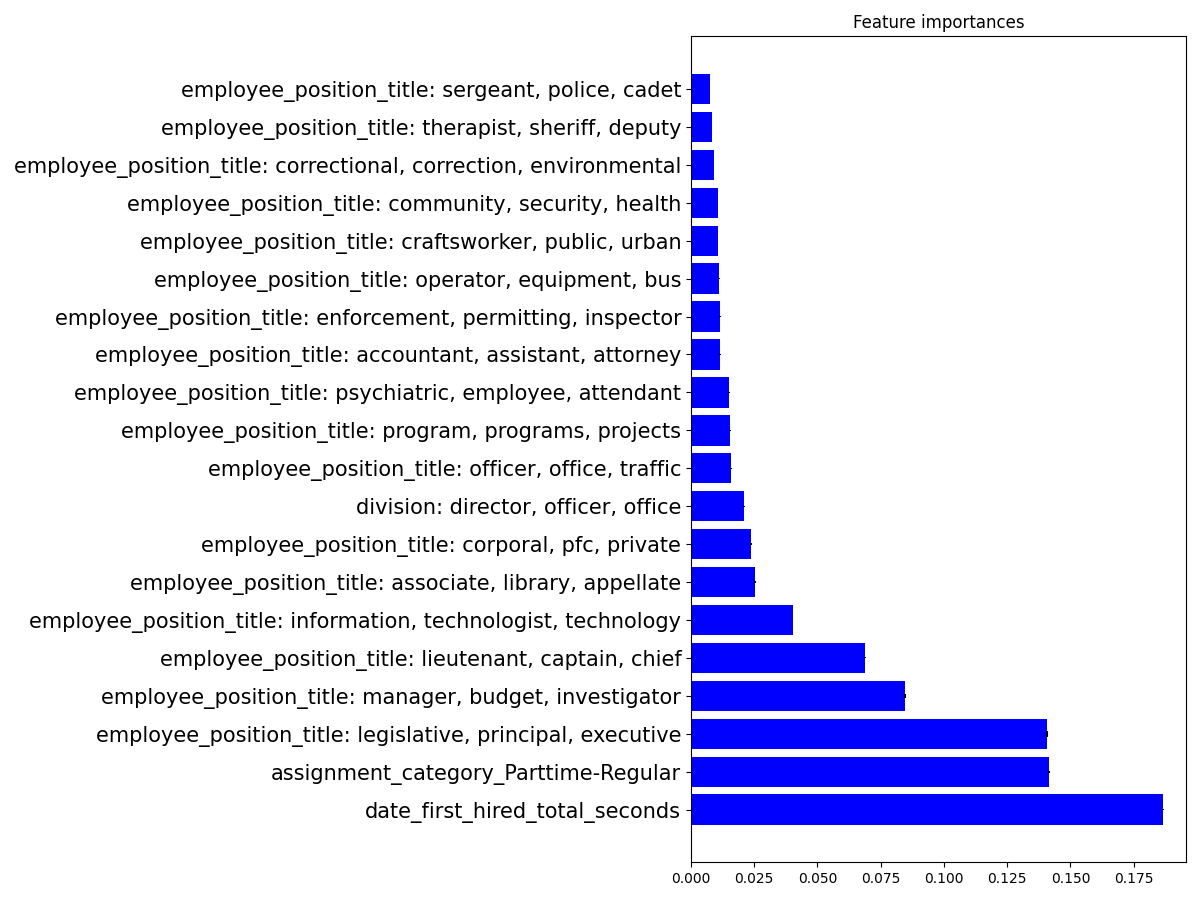 Feature importances
employee_position_title: sergeant, police, cadet
employee_position_title: therapist, sheriff, deputy
employee_position_title: correctional, correction, environmental
employee_position_title: community, security, health
employee_position_title: craftsworker, public, urban
employee_position_title: operator, equipment, bus
employee_position_title: enforcement, permitting, inspector
employee_position_title: accountant, assistant, attorney
employee_position_title: psychiatric, employee, attendant
employee_position_title: program, programs, projects
employee_position_title: officer, office, traffic
division: director, officer, office
employee_position_title: corporal, pfc, private
employee_position_title: associate, library, appellate
employee_position_title: information, technologist, technology
employee_position_title: lieutenant, captain, chief
employee_position_title: manager, budget, investigator
employee_position_title: legislative, principal, executive
assignment_category_Parttime-Regular
date_first_hired_total_seconds
0.000 0.025 0.050 0.075 0.100 0.125 0.150 0.175